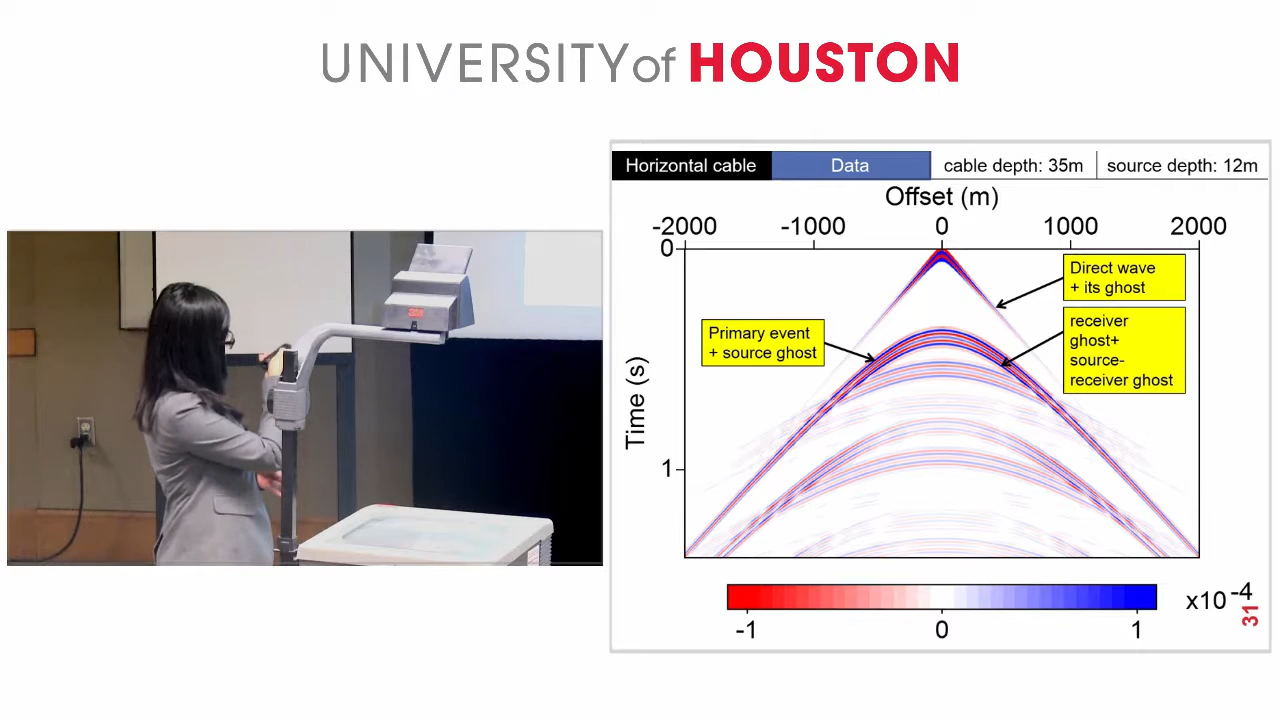 UNIVERSITY of HOUSTON
Horizontal cable Data cable depth: 35m source depth: 12m
Offset (m)
-2000 -1000 0 1000 2000
0
Direct wave
+ its ghost
Primary event
+ source ghost
receiver
ghost+
source-
receiver ghost
Time (s)
1
x10 -4
-1 0 1
31
3M